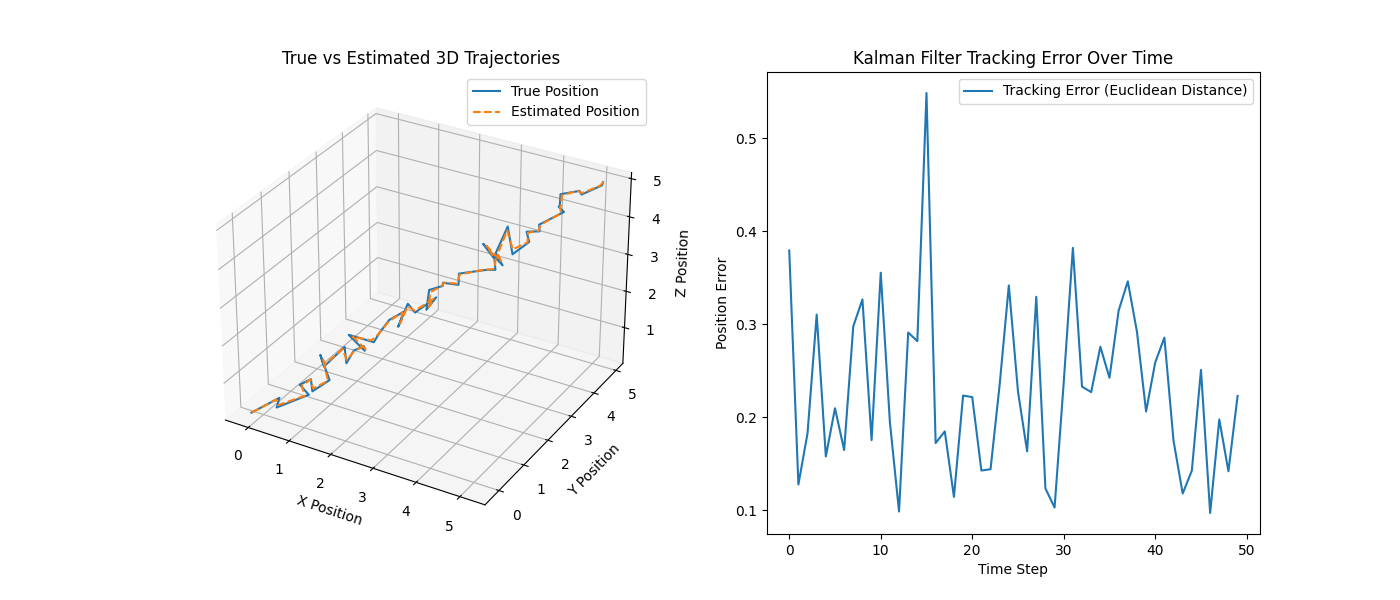 True vs Estimated 3D Trajectories
True Position
Estimated Position
0
1
2
3
4
5
X Position
0
1
2
3
4
5
Y Position
1
2
3
4
5
Z Position
Kalman Filter Tracking Error Over Time
Tracking Error (Euclidean Distance)
0.5
0.4
0.3
0.2
0.1
Position Error
0
10
20
30
40
50
Time Step